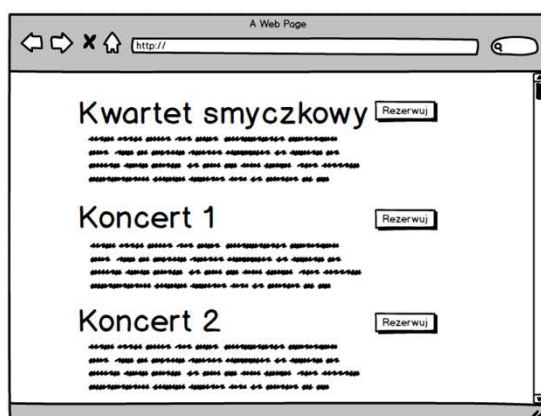 A Web Page
http://
Kwartet smyczkowy
Rezerwuj
Koncert 1
Rezerwuj
Koncert 2
Rezerwuj